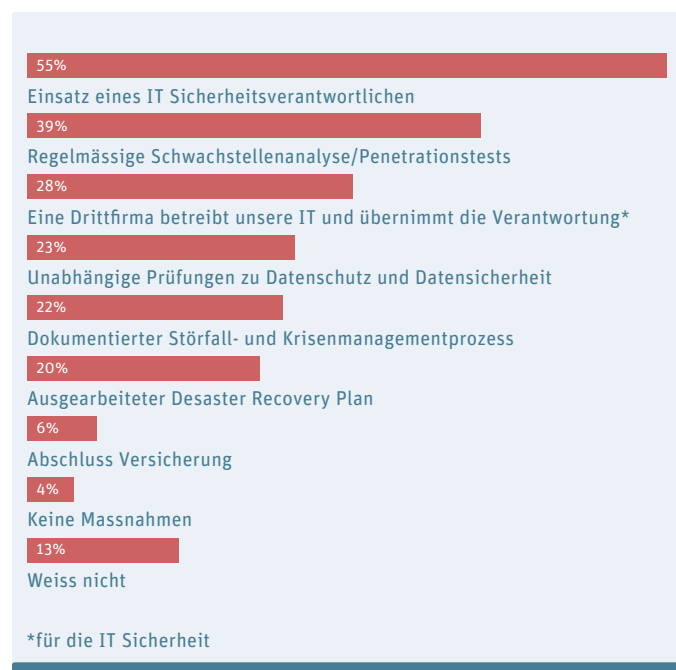 55%
Einsatz eines IT Sicherheitsverantwortlichen
39%
Regelmässige Schwachstellenanalyse/Penetrationstests
28%
Eine Drittfirma betreibt unsere IT und übernimmt die Verantwortung*
23%
Unabhängige Prüfungen zu Datenschutz und Datensicherheit
22%
Dokumentierter Störfall- und Krisenmanagementprozess
20%
Ausgearbeiteter Desaster Recovery Plan
6%
Abschluss Versicherung
4%
Keine Massnahmen
13%
Weiss nicht
*für die IT Sicherheit